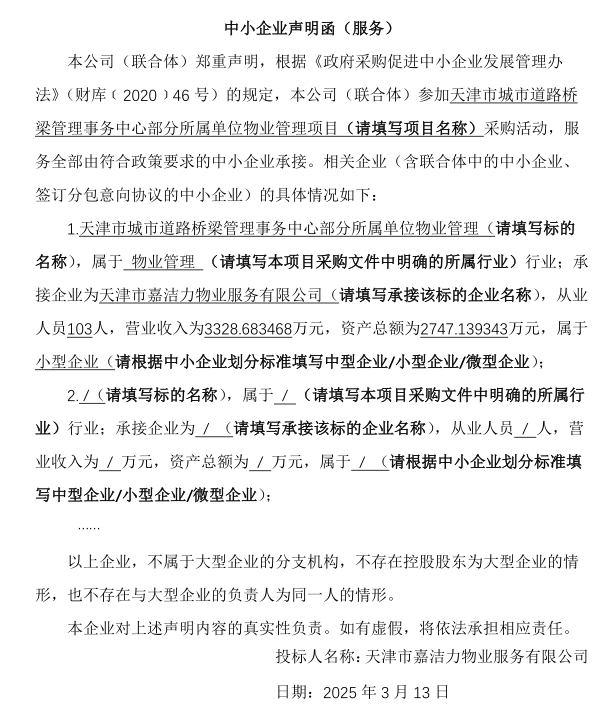 中小企业声明函（服务）
本公司（联合体）郑重声明，根据《政府采购促进中小企业发展管理办
法》（财库﹝2020﹞46 号）的规定，本公司（联合体）参加天津市城市道路桥
梁管理事务中心部分所属单位物业管理项目（请填写项目名称）采购活动，服
务全部由符合政策要求的中小企业承接。相关企业（含联合体中的中小企业、
签订分包意向协议的中小企业）的具体情况如下：
1.天津市城市道路桥梁管理事务中心部分所属单位物业管理（请填写标的
名称），属于 物业管理 （请填写本项目采购文件中明确的所属行业）行业；承
接企业为天津市嘉洁力物业服务有限公司（请填写承接该标的企业名称），从业
人员103人，营业收入为3328.683468万元，资产总额为2747.139343万元，属于
小型企业（请根据中小企业划分标准填写中型企业/小型企业/微型企业）；
2. /（请填写标的名称），属于 / （请填写本项目采购文件中明确的所属行
业）行业；承接企业为 / （请填写承接该标的企业名称），从业人员 / 人，营
业收入为 / 万元，资产总额为 / 万元，属于 / （请根据中小企业划分标准填
写中型企业/小型企业/微型企业）；
……
以上企业，不属于大型企业的分支机构，不存在控股股东为大型企业的情
形，也不存在与大型企业的负责人为同一人的情形。
本企业对上述声明内容的真实性负责。如有虚假，将依法承担相应责任。
投标人名称：天津市嘉洁力物业服务有限公司
日期：2025 年 3 月 13 日